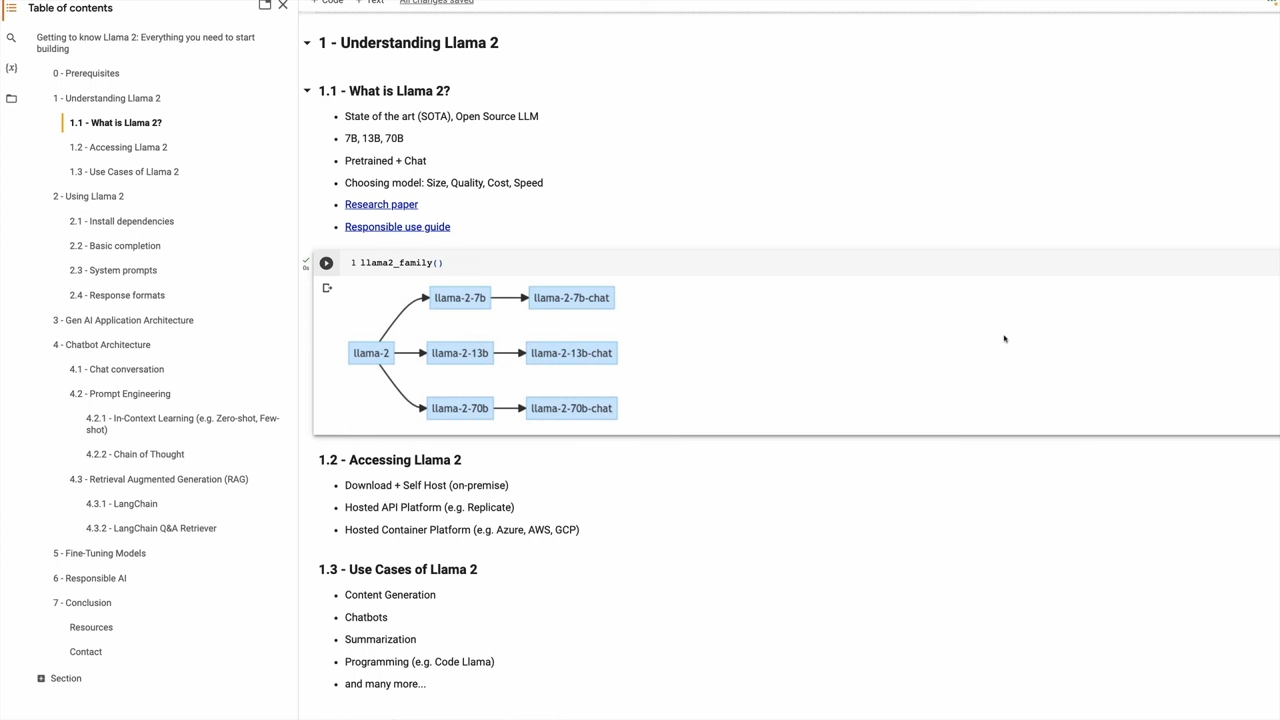 Table of contents
Getting to know Llama 2: Everything you need to start
building
0 - Prerequisites
1 - Understanding Llama 2
1.1 - What is Llama 2?
1.2 - Accessing Llama 2
1.3 - Use Cases of Llama 2
2 - Using Llama 2
2.1 - Install dependencies
2.2 - Basic completion
2.3 - System prompts
2.4 - Response formats
3 - Gen AI Application Architecture
4 - Chatbot Architecture
4.1 - Chat conversation
4.2 - Prompt Engineering
4.2.1 - In-Context Learning (e.g. Zero-shot, Few-
shot)
4.2.2 - Chain of Thought
4.3 - Retrieval Augmented Generation (RAG)
4.3.1 - LangChain
4.3.2 - LangChain Q&A Retriever
5 - Fine-Tuning Models
6 - Responsible AI
7 - Conclusion
Resources
Contact
Section
+ Code + Text All changes saved
1 - Understanding Llama 2
1.1 - What is Llama 2?
• State of the art (SOTA), Open Source LLM
• 7B, 13B, 70B
• Pretrained + Chat
• Choosing model: Size, Quality, Cost, Speed
• Research paper
• Responsible use guide
0s
1 llama2_family()
llama-2-7b llama-2-7b-chat
llama-2 llama-2-13b llama-2-13b-chat
llama-2-70b llama-2-70b-chat
1.2 - Accessing Llama 2
• Download + Self Host (on-premise)
• Hosted API Platform (e.g. Replicate)
• Hosted Container Platform (e.g. Azure, AWS, GCP)
1.3 - Use Cases of Llama 2
• Content Generation
• Chatbots
• Summarization
• Programming (e.g. Code Llama)
• and many more...